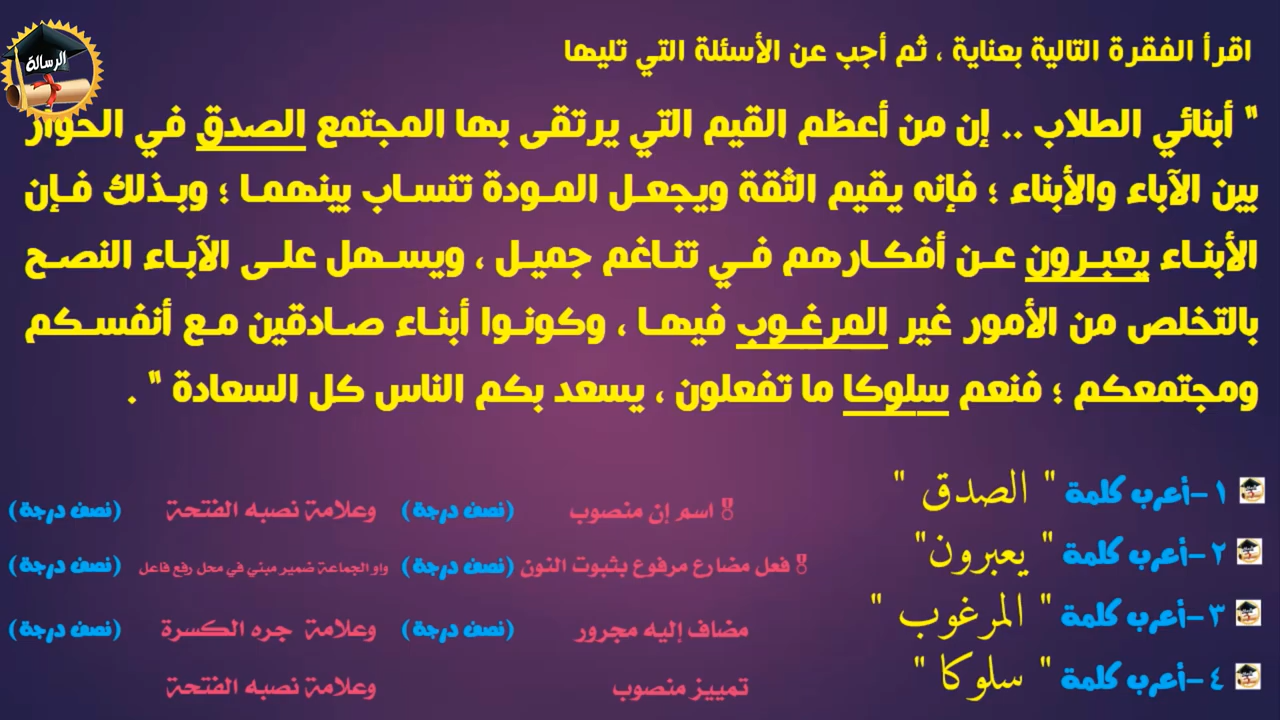 الرسالة
اقرأ الفقرة التالية بعناية ، ثم أجب عن الأسئلة التي تليها
" أبنائي الطلاب .. إن من أعظم القيم التي يرتقى بها المجتمع الصدق في الحوار
بين الآباء والأبناء ؛ فإنه يقيم الثقة ويجعل المودة تنساب بينهما ؛ وبذلك فإن
الأبناء يعبرون عن أفكارهم في تناغم جميل ، ويسهل على الآباء النصح
بالتخلص من الأمور غير المرغوب فيها ، وكونوا أبناء صادقين مع أنفسكم
ومجتمعكم ؛ فنعم سلوكا ما تفعلون ، يسعد بكم الناس كل السعادة " .
١ -أعرب كلمة " الصدق " اسم إن منصوب (نصف درجة) وعلامة نصبه الفتحة (نصف درجة)
٢ -أعرب كلمة " يعبرون" فعل مضارع مرفوع بثبوت النون (نصف درجة) واو الجماعة ضمير مبني في محل رفع فاعل (نصف درجة)
٣ -أعرب كلمة " المرغوب " مضاف إليه مجرور (نصف درجة) وعلامة جره الكسرة (نصف درجة)
٤ -أعرب كلمة " سلوكا " تمييز منصوب وعلامة نصبه الفتحة